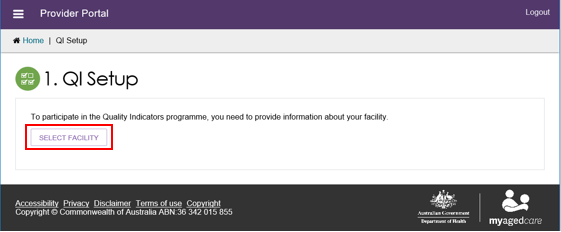 Provider Portal
Logout
Home | QI Setup
1. QI Setup
To participate in the Quality Indicators programme, you need to provide information about your facility.
SELECT FACILITY
Accessibility Privacy Disclaimer Terms of use Copyright
Copyright © Commonwealth of Australia ABN:36 342 015 855
Australian Government
Department of Health
myagedcare